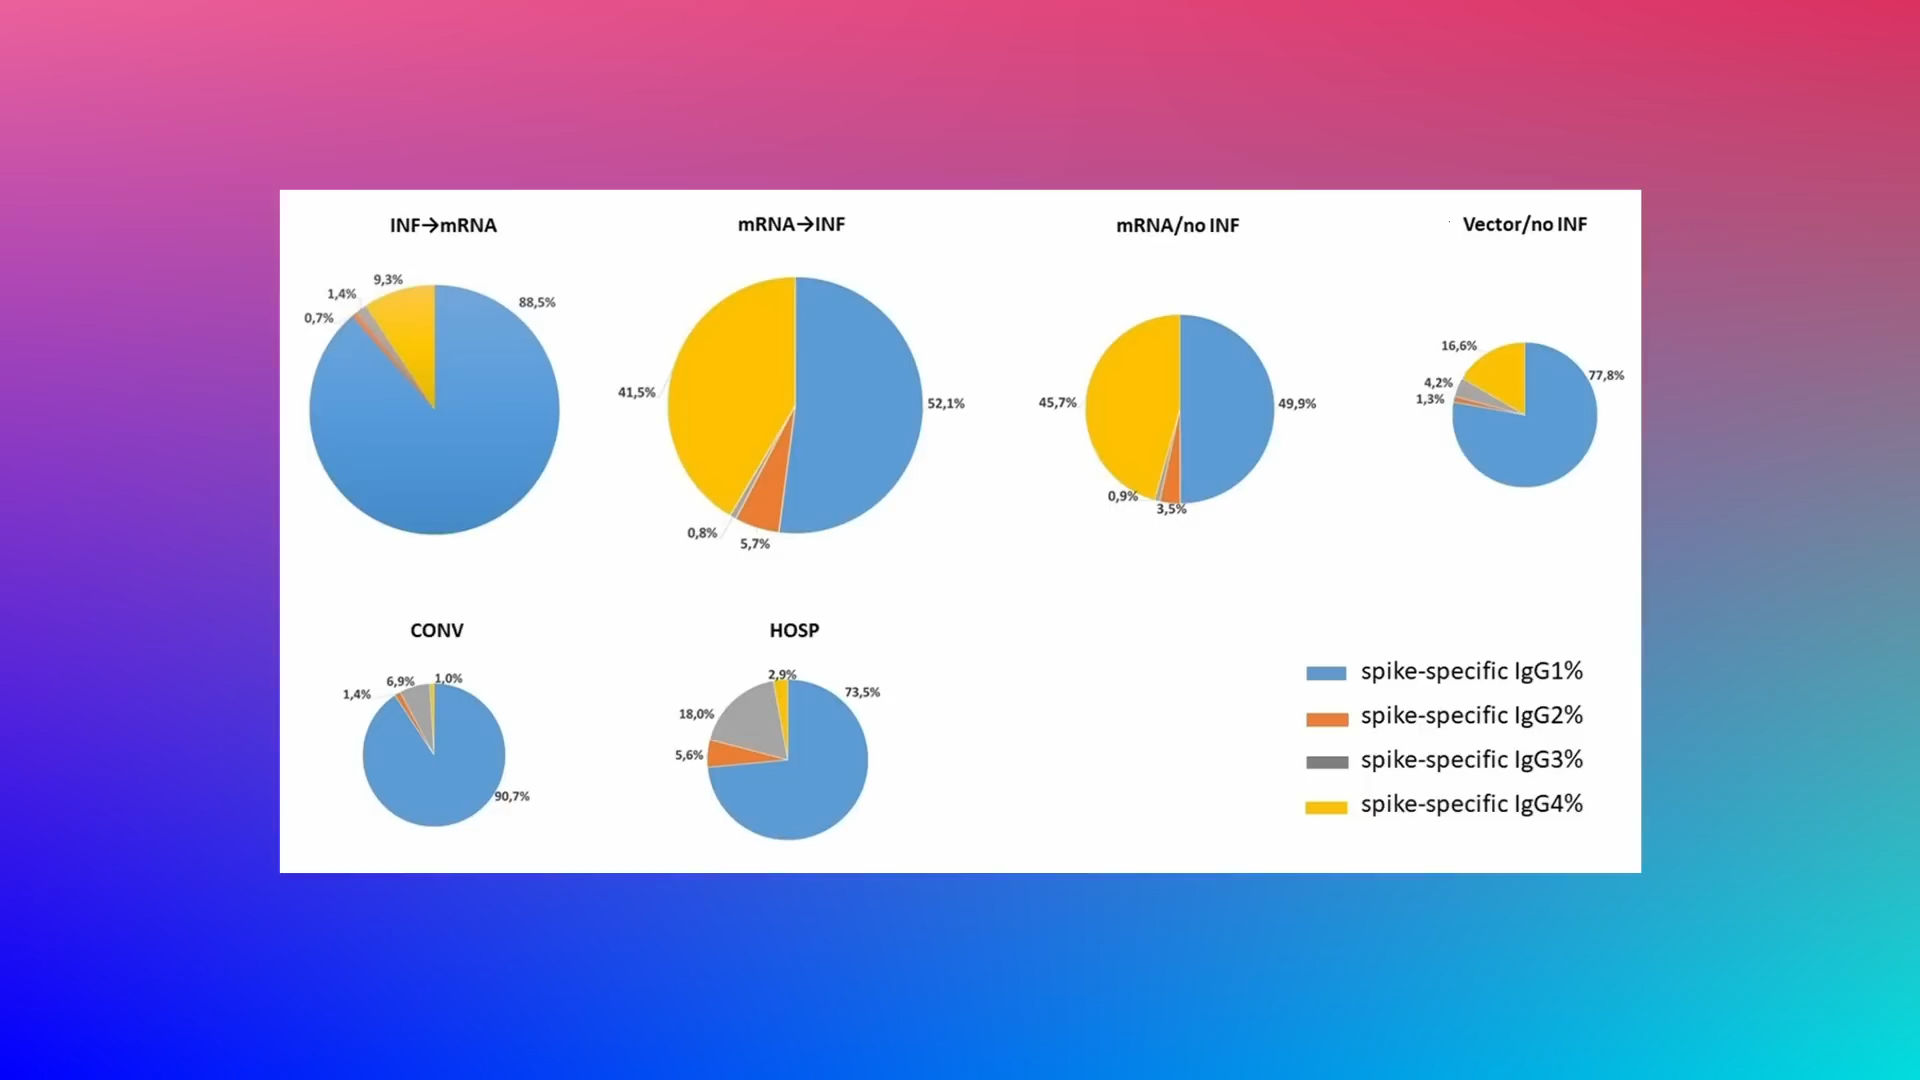 INF→mRNA
mRNA→INF
mRNA/no INF
Vector/no INF
9,3%
1,4%
0,7%
88,5%
41,5%
52,1%
0,8%
5,7%
45,7%
49,9%
0,9%
3,5%
16,6%
4,2%
1,3%
77,8%
CONV
HOSP
1,4%
6,9%
1,0%
90,7%
2,9%
73,5%
18,0%
5,6%
spike-specific IgG1%
spike-specific IgG2%
spike-specific IgG3%
spike-specific IgG4%